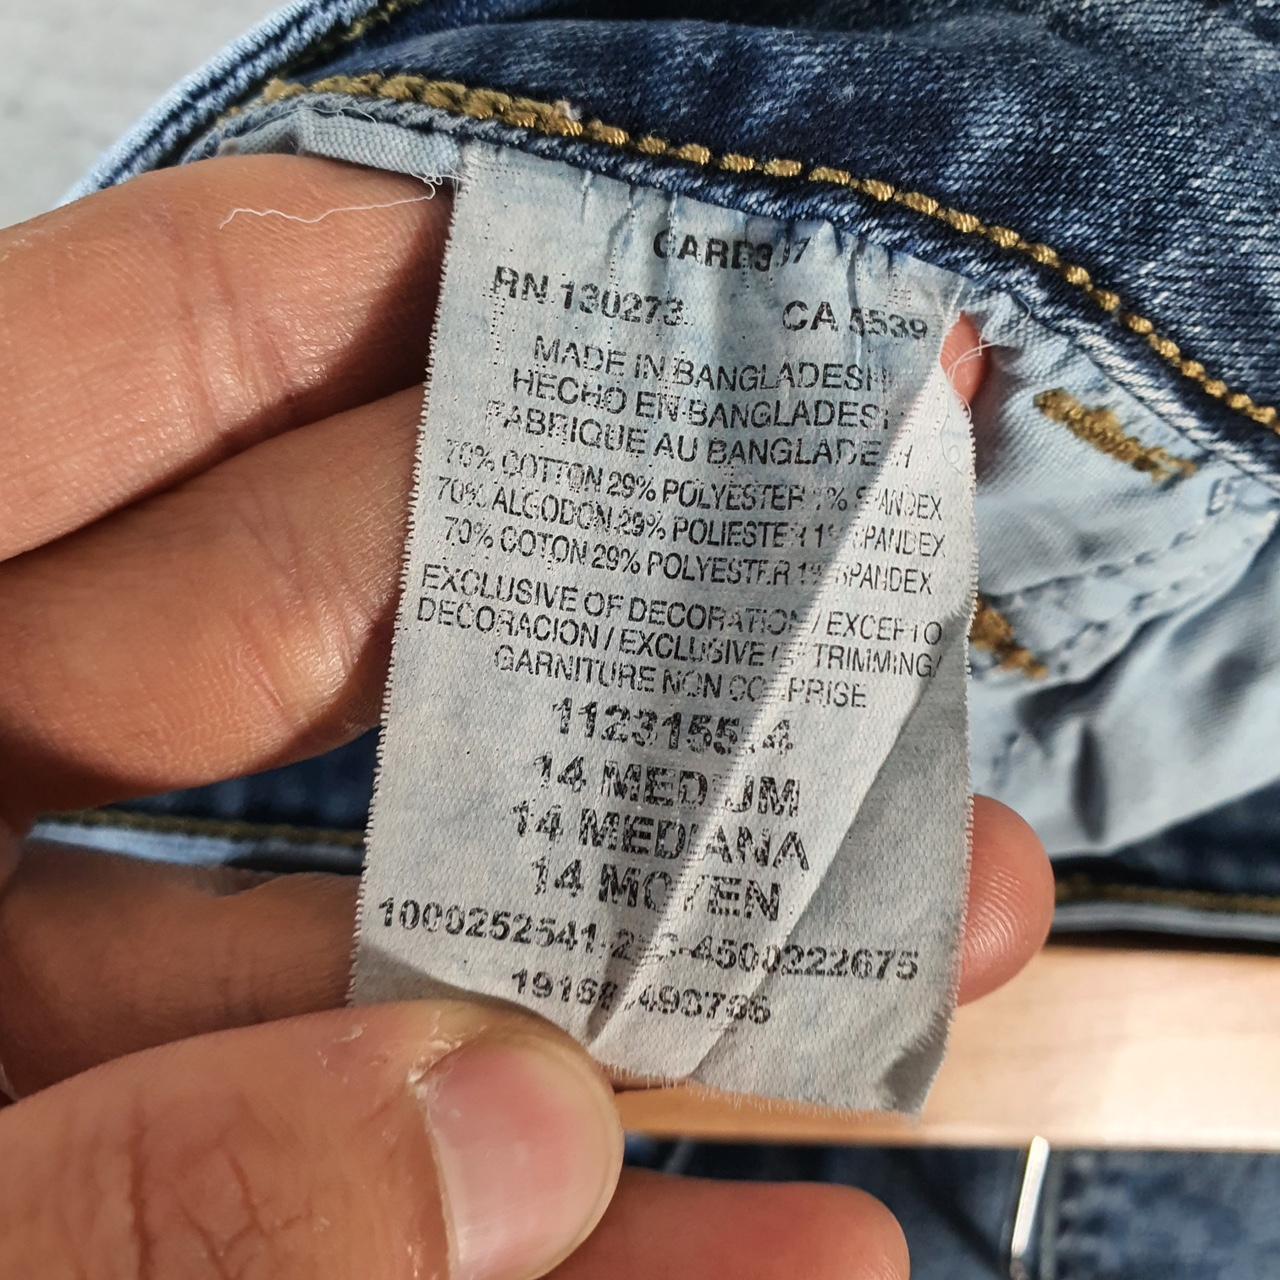 RN 130273 CA
MADE IN BANGLADESH
HECHO EN BANGLADESH
FABRIQUE AU BANGLADESH
70% COTTON 29% POLYESTER 1% SPANDEX
70% ALGODON 29% POLIESTER 1% SPANDEX
70% COTON 29% POLYESTER 1% SPANDEX
EXCLUSIVE OF DECORATION / EXCEPTO
DECORACION / EXCLUSIVE OF TRIMMING/
GARNITURE NON COMPRISE
14 MEDIUM
14 MEDIANA
14 MOYEN